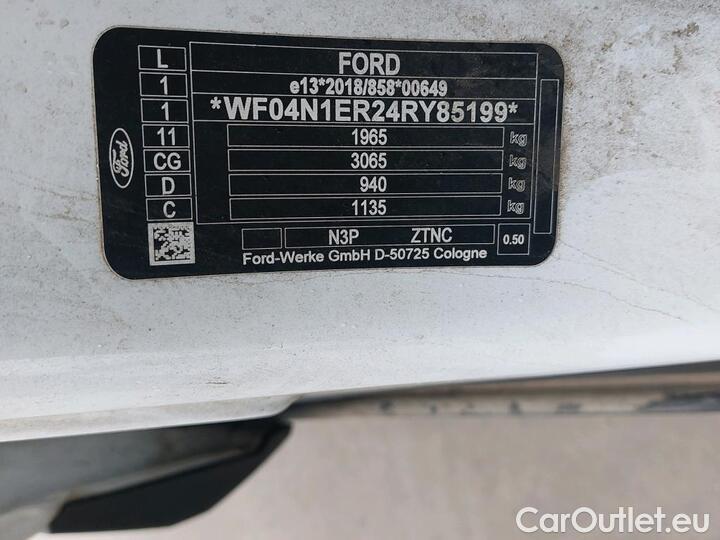 L FORD
1 e13*2018/858*00649
1 *WF04N1ER24RY85199*
11 1965 kg
CG 3065 kg
D 940 kg
C 1135 kg
N3P ZTNC 0.50
Ford-Werke GmbH D-50725 Cologne
Ford
CarOutlet.eu